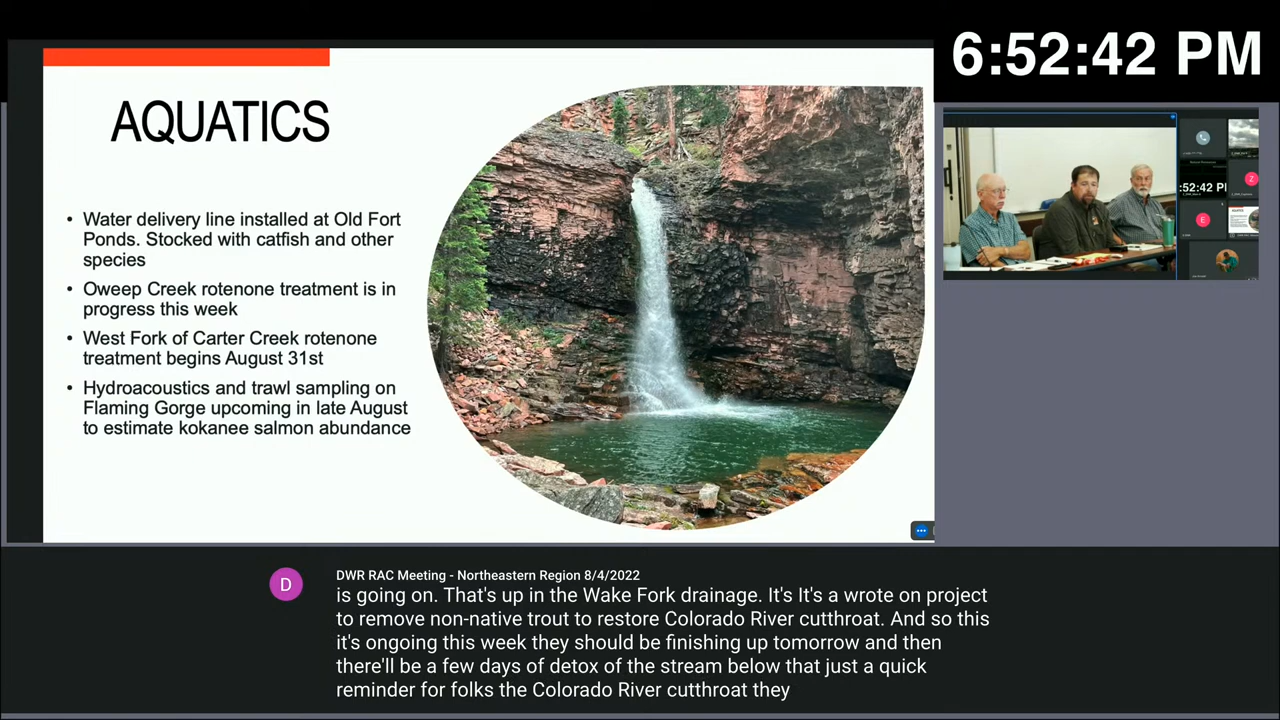 6:52:42 PM
AQUATICS
• Water delivery line installed at Old Fort
Ponds. Stocked with catfish and other
species
• Oweep Creek rotenone treatment is in
progress this week
• West Fork of Carter Creek rotenone
treatment begins August 31st
• Hydroacoustics and trawl sampling on
Flaming Gorge upcoming in late August
to estimate kokanee salmon abundance
Z
:52:42 P
E
D
DWR RAC Meeting - Northeastern Region 8/4/2022
is going on. That's up in the Wake Fork drainage. It's It's a wrote on project
to remove non-native trout to restore Colorado River cutthroat. And so this
it's ongoing this week they should be finishing up tomorrow and then
there'll be a few days of detox of the stream below that just a quick
reminder for folks the Colorado River cutthroat they